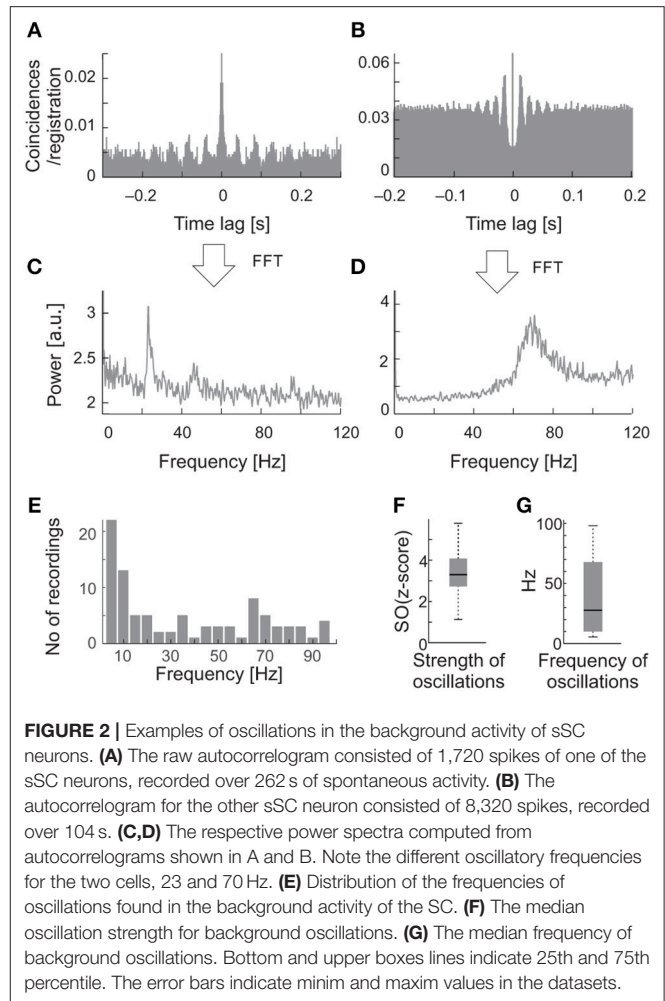 A
B
Coincidences
/registration
0.02
0.01
0
−0.2 0 0.2
Time lag [s]
0.06
0.03
0
−0.2 −0.1 0 0.1 0.2
Time lag [s]
C
FFT
D
FFT
Power [a.u.]
3
2.5
2
0 40 80 120
Frequency [Hz]
4
2
0
0 40 80 120
Frequency [Hz]
E
No of recordings
20
10
0
10 30 50 70 90
Frequency [Hz]
F
SO(z-score)
4
2
0
Strength of
oscillations
G
Hz
100
50
0
Frequency of
oscillations
FIGURE 2 | Examples of oscillations in the background activity of sSC
neurons. (A) The raw autocorrelogram consisted of 1,720 spikes of one of the
sSC neurons, recorded over 262 s of spontaneous activity. (B) The
autocorrelogram for the other sSC neuron consisted of 8,320 spikes, recorded
over 104 s. (C,D) The respective power spectra computed from
autocorrelograms shown in A and B. Note the different oscillatory frequencies
for the two cells, 23 and 70 Hz. (E) Distribution of the frequencies of
oscillations found in the background activity of the SC. (F) The median
oscillation strength for background oscillations. (G) The median frequency of
background oscillations. Bottom and upper boxes lines indicate 25th and 75th
percentile. The error bars indicate minim and maxim values in the datasets.